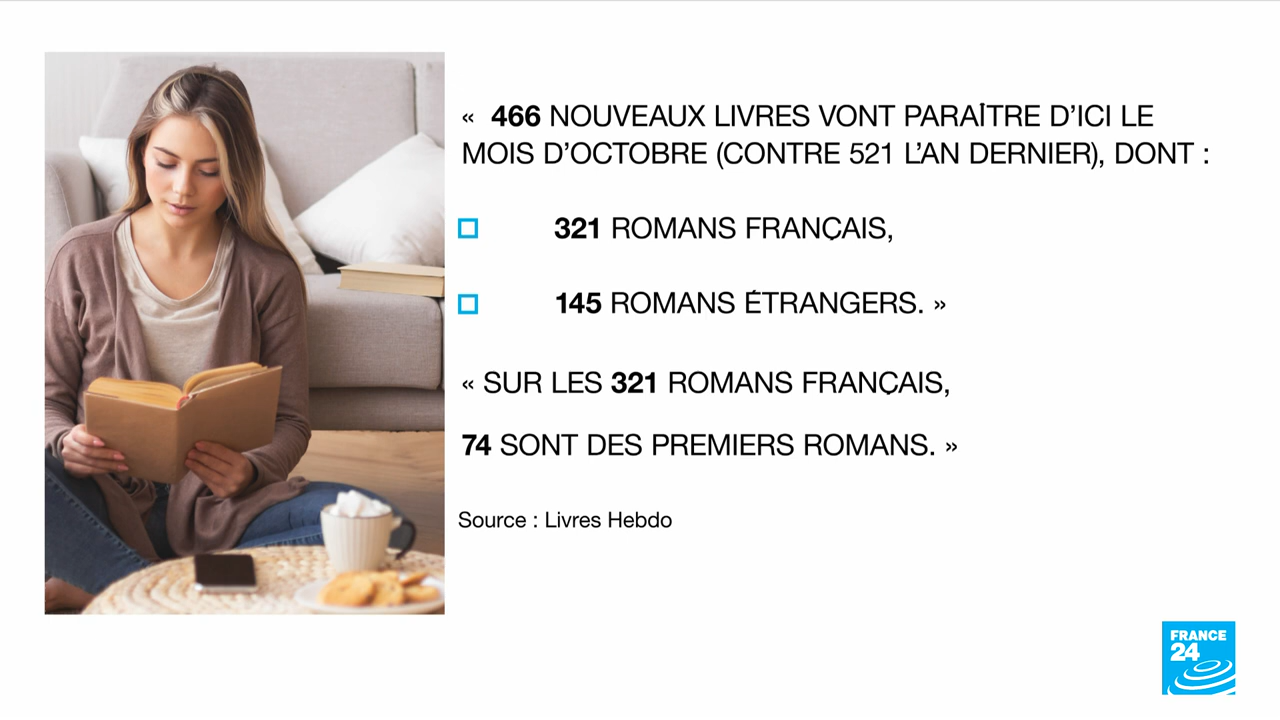 « 466 NOUVEAUX LIVRES VONT PARAÎTRE D’ICI LE
MOIS D’OCTOBRE (CONTRE 521 L’AN DERNIER), DONT :
321 ROMANS FRANÇAIS,
145 ROMANS ÉTRANGERS. »
« SUR LES 321 ROMANS FRANÇAIS,
74 SONT DES PREMIERS ROMANS. »
Source : Livres Hebdo
FRANCE
24